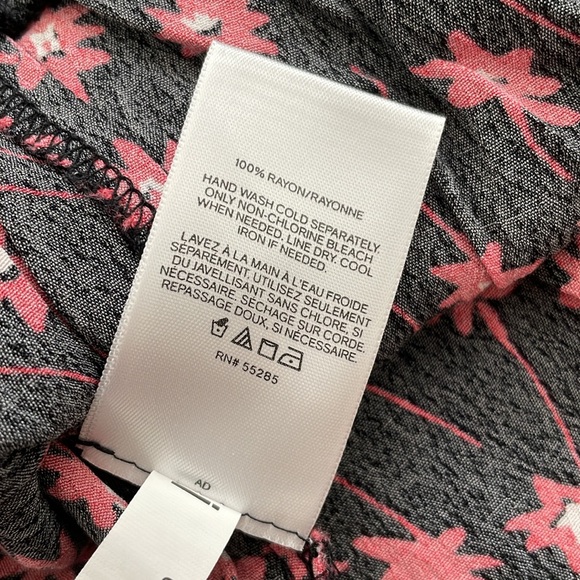 100% RAYON/RAYONNE
HAND WASH COLD SEPARATELY.
ONLY NON-CHLORINE BLEACH
WHEN NEEDED. LINE DRY. COOL
IRON IF NEEDED.
LAVEZ À LA MAIN À L'EAU FROIDE
SÉPARÉMENT. UTILISEZ SEULEMENT
DU JAVELLISANT SANS CHLORE, SI
NÉCESSAIRE. SÉCHAGE SUR CORDE
REPASSAGE DOUX, SI NÉCESSAIRE.
RN# 55285
AD